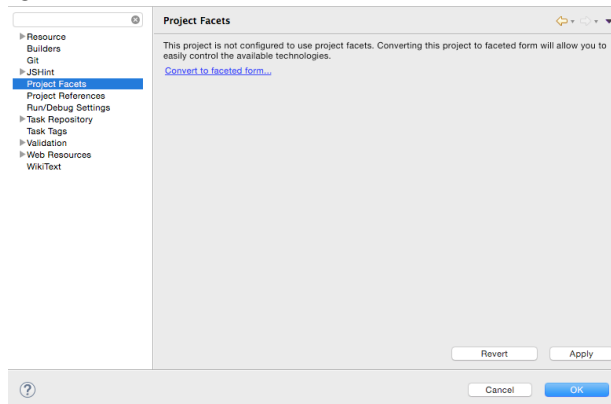 Project Facets
Resource
Builders
Git
JSHint
Project Facets
Project References
Run/Debug Settings
Task Repository
Task Tags
Validation
Web Resources
WikiText
This project is not configured to use project facets. Converting this project to faceted form will allow you to
easily control the available technologies.
Convert to faceted form...
Revert
Apply
?
Cancel
OK